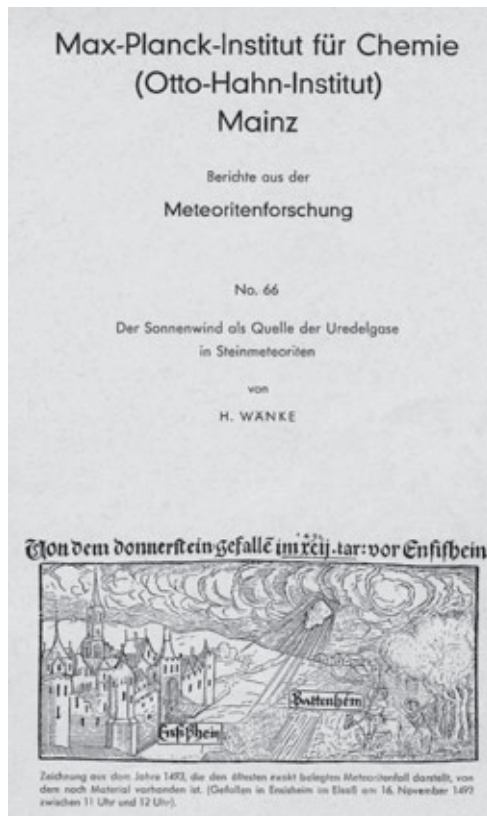 Max-Planck-Institut für Chemie
(Otto-Hahn-Institut)
Mainz
Berichte aus der
Meteoritenforschung
No. 66
Der Sonnenwind als Quelle der Uredelgase
in Steinmeteoriten
von
H. WÄNKE
Von dem donnerstein gefallē im xcij. iar: vor Ensishein
Battenheim
Ensisshein
Zeichnung aus dem Jahre 1492, die den ältesten exakt belegten Meteoritenfall darstellt, von
dem noch Material vorhanden ist. (Gefallen in Ensisheim im Elsaß am 16. November 1492
zwischen 11 Uhr und 12 Uhr).